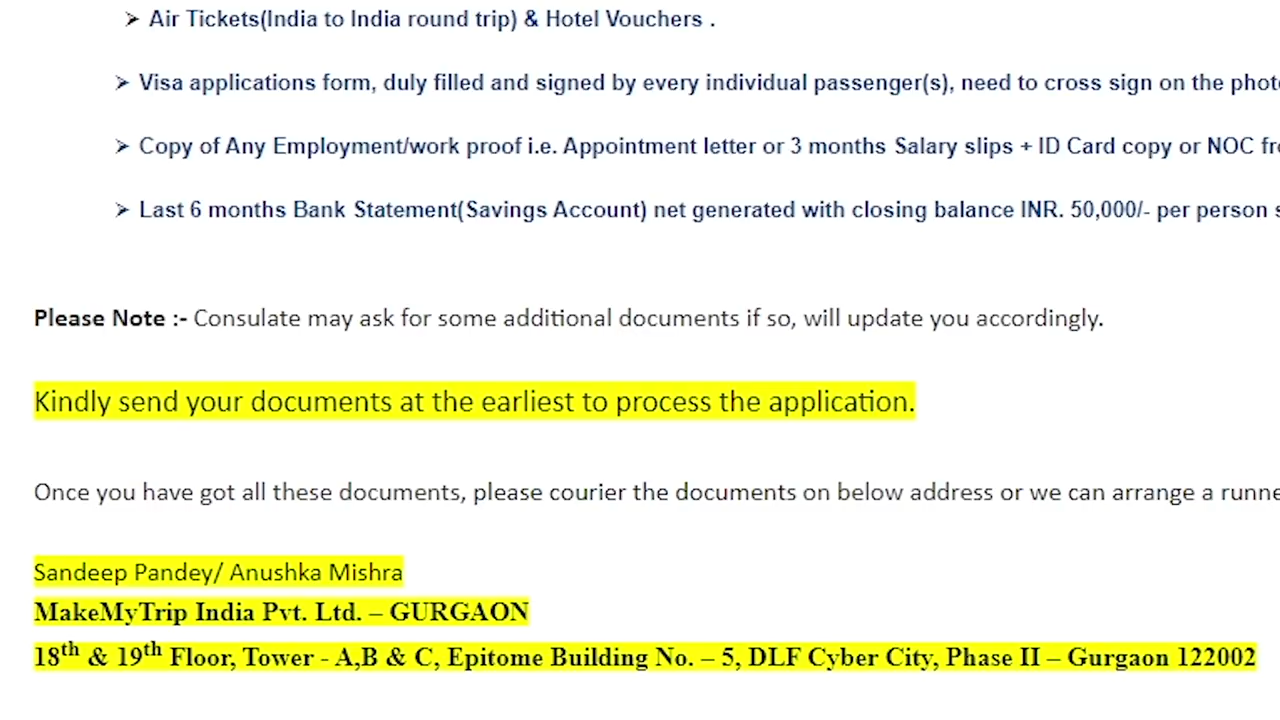 ➢ Air Tickets(India to India round trip) & Hotel Vouchers .
➢ Visa applications form, duly filled and signed by every individual passenger(s), need to cross sign on the
➢ Copy of Any Employment/work proof i.e. Appointment letter or 3 months Salary slips + ID Card copy or NOC
➢ Last 6 months Bank Statement(Savings Account) net generated with closing balance INR. 50,000/- per person
Please Note :- Consulate may ask for some additional documents if so, will update you accordingly.
Kindly send your documents at the earliest to process the application.
Once you have got all these documents, please courier the documents on below address or we can arrange a
Sandeep Pandey/ Anushka Mishra
MakeMyTrip India Pvt. Ltd. – GURGAON
18th & 19th Floor, Tower - A,B & C, Epitome Building No. – 5, DLF Cyber City, Phase II – Gurgaon 122002